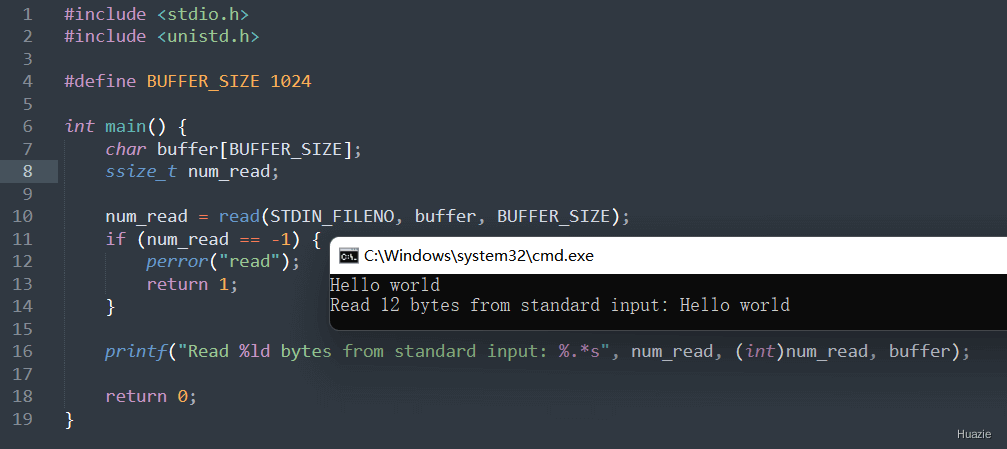 1 #include <stdio.h>
2 #include <unistd.h>
3
4 #define BUFFER_SIZE 1024
5
6 int main() {
7     char buffer[BUFFER_SIZE];
8     ssize_t num_read;
9
10     num_read = read(STDIN_FILENO, buffer, BUFFER_SIZE);
11     if (num_read == -1) {
12         perror("read");
13         return 1;
14     }
15
16     printf("Read %ld bytes from standard input: %.*s", num_read, (int)num_read, buffer);
17
18     return 0;
19 }
C:\Windows\system32\cmd.exe
Hello world
Read 12 bytes from standard input: Hello world
Huazie